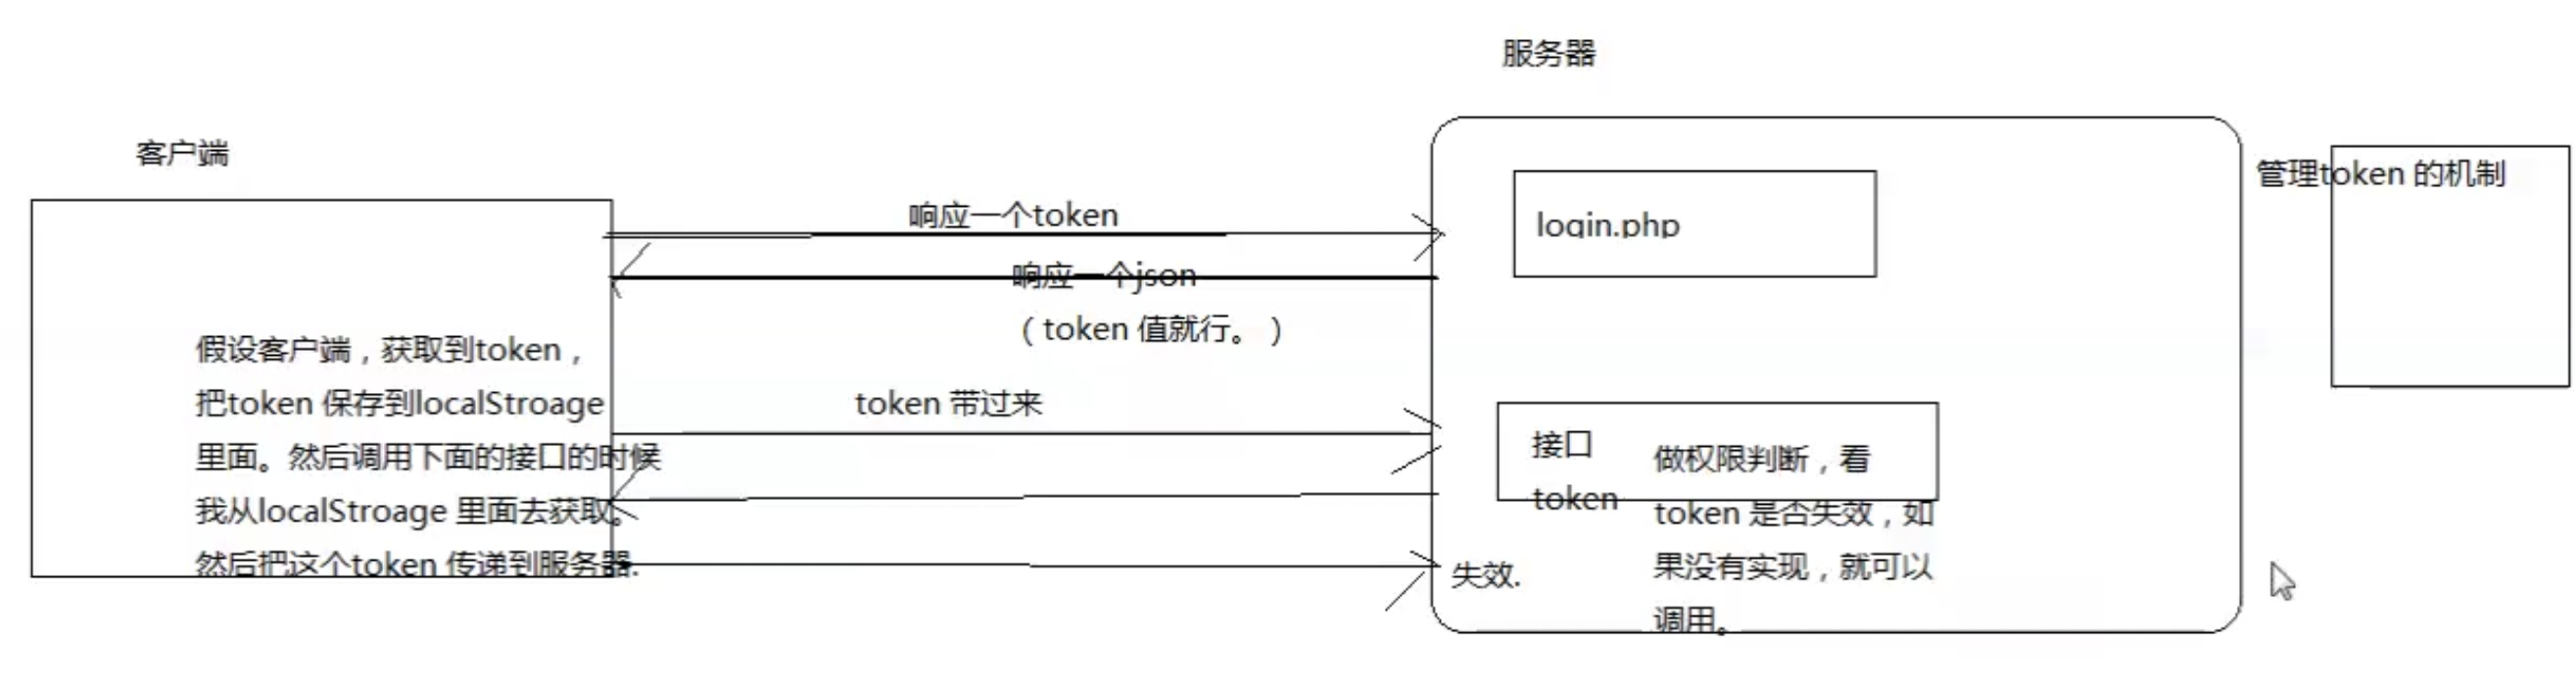 服务器
客户端
管理token 的机制
响应一个token
login.php
响应一个json
（ token 值就行。 ）
假设客户端，获取到token，
把token 保存到localStroage
里面。然后调用下面的接口的时候
我从localStroage 里面去获取。
然后把这个token 传递到服务器.
token 带过来
接口
token
做权限判断，看
token 是否失效，如
果没有实现，就可以
调用。
失效.